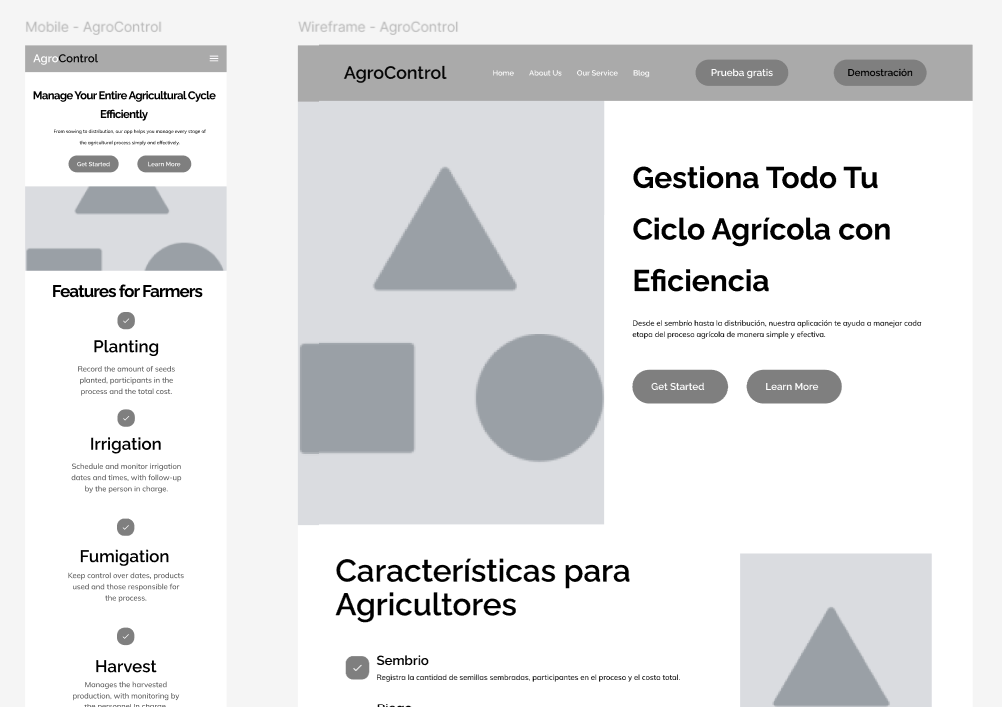 Mobile - AgroControl
AgroControl
Manage Your Entire Agricultural Cycle
Efficiently
From sowing to distribution, our app helps you manage every stage of
the agricultural process simply and effectively.
Get Started
Learn More
Features for Farmers
Planting
Record the amount of seeds
planted, participants in the
process and the total cost.
Irrigation
Schedule and monitor irrigation
dates and times, with follow-up
by the person in charge.
Fumigation
Keep control over dates, products
used and those responsible for
the process.
Harvest
Manages the harvested
production, with monitoring by
the personnel in charge
Wireframe - AgroControl
AgroControl
Home
About Us
Our Service
Blog
Prueba gratis
Demostración
Gestiona Todo Tu
Ciclo Agrícola con
Eficiencia
Desde el sembrío hasta la distribución, nuestra aplicación te ayuda a manejar cada
etapa del proceso agrícola de manera simple y efectiva.
Get Started
Learn More
Características para
Agricultores
Sembrio
Registra la cantidad de semillas sembradas, participantes en el proceso y el costo total.